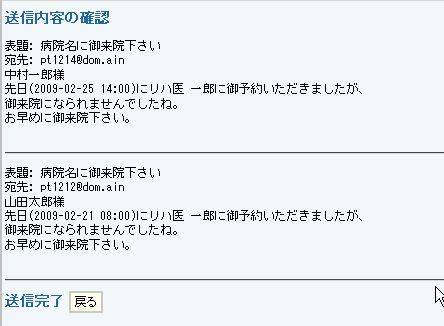 送信内容の確認
表題: 病院名に御来院下さい
宛先: pt1214@dom.ain
中村一郎様
先日(2009-02-25 14:00)にリハ医 一郎に御予約いただきましたが、
御来院になられませんでしたね。
お早めに御来院下さい。
表題: 病院名に御来院下さい
宛先: pt1212@dom.ain
山田太郎様
先日(2009-02-21 08:00)にリハ医 一郎に御予約いただきましたが、
御来院になられませんでしたね。
お早めに御来院下さい。
送信完了 戻る